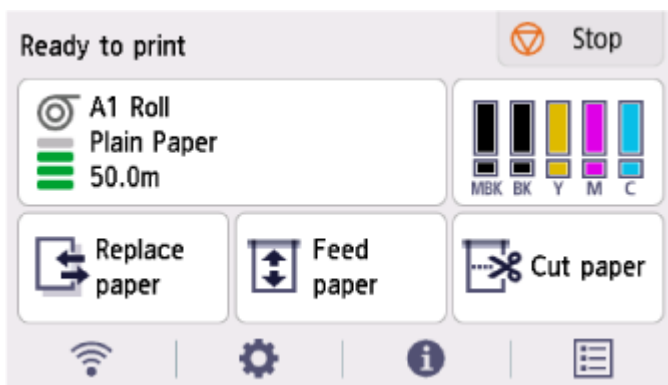 Ready to print
Stop
A1 Roll
Plain Paper
50.0m
MBK BK Y M C
Replace
paper
Feed
paper
Cut paper